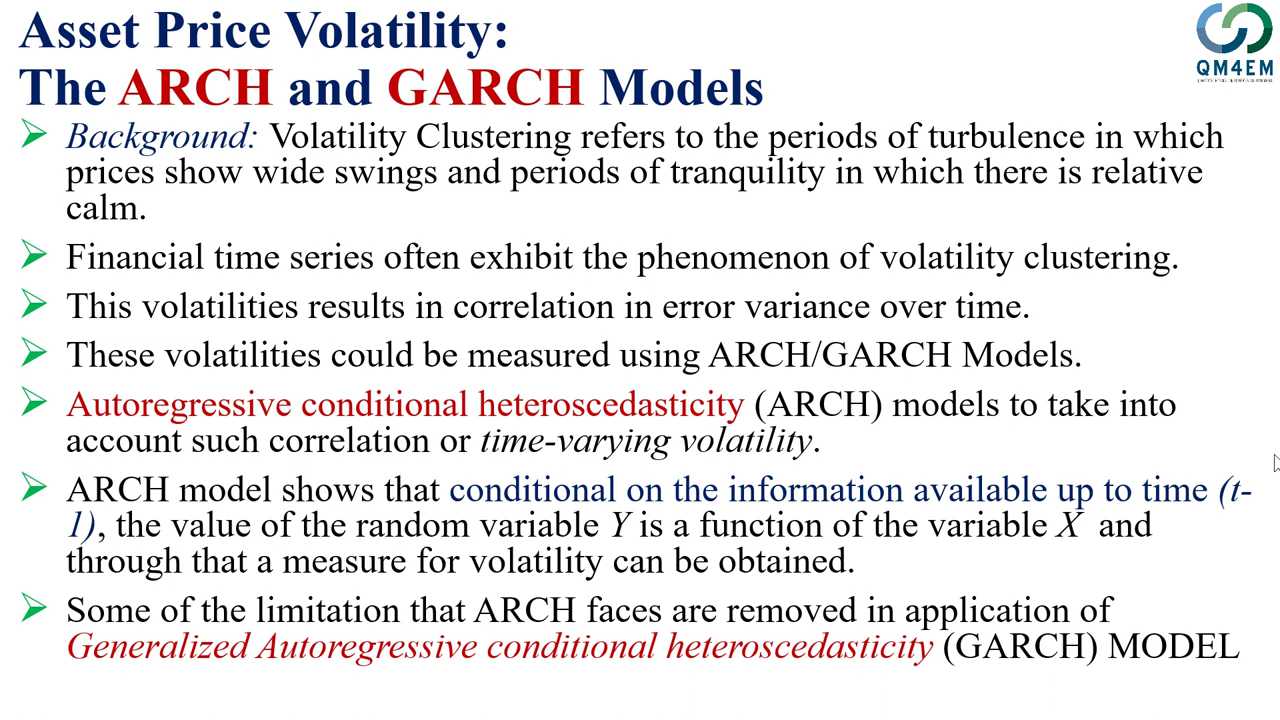 Asset Price Volatility:
The ARCH and GARCH Models
QM4EM
Background: Volatility Clustering refers to the periods of turbulence in which
prices show wide swings and periods of tranquility in which there is relative
calm.
Financial time series often exhibit the phenomenon of volatility clustering.
This volatilities results in correlation in error variance over time.
These volatilities could be measured using ARCH/GARCH Models.
Autoregressive conditional heteroscedasticity (ARCH) models to take into
account such correlation or time-varying volatility.
ARCH model shows that conditional on the information available up to time (t-
1), the value of the random variable Y is a function of the variable X and
through that a measure for volatility can be obtained.
Some of the limitation that ARCH faces are removed in application of
Generalized Autoregressive conditional heteroscedasticity (GARCH) MODEL